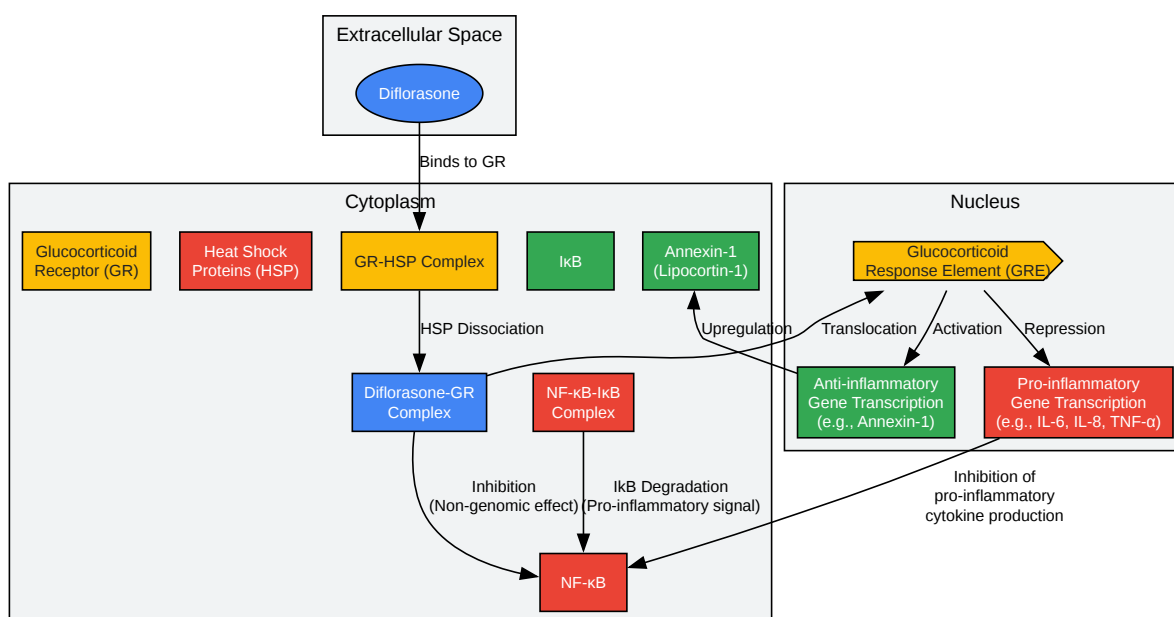 Extracellular Space
Diflorasone
Binds to GR
Cytoplasm
Nucleus
Glucocorticoid
Receptor (GR)
Heat Shock
Proteins (HSP)
GR-HSP Complex
IκB
Annexin-1
(Lipocortin-1)
Glucocorticoid
Response Element (GRE)
HSP Dissociation
Upregulation
Translocation
Activation
Repression
Diflorasone-GR
Complex
NF-κB-IκB
Complex
Anti-inflammatory
Gene Transcription
(e.g., Annexin-1)
Pro-inflammatory
Gene Transcription
(e.g., IL-6, IL-8, TNF-α)
Inhibition
(Non-genomic effect)
IkB Degradation
(Pro-inflammatory signal)
Inhibition of
pro-inflammatory
cytokine production
NF-κB